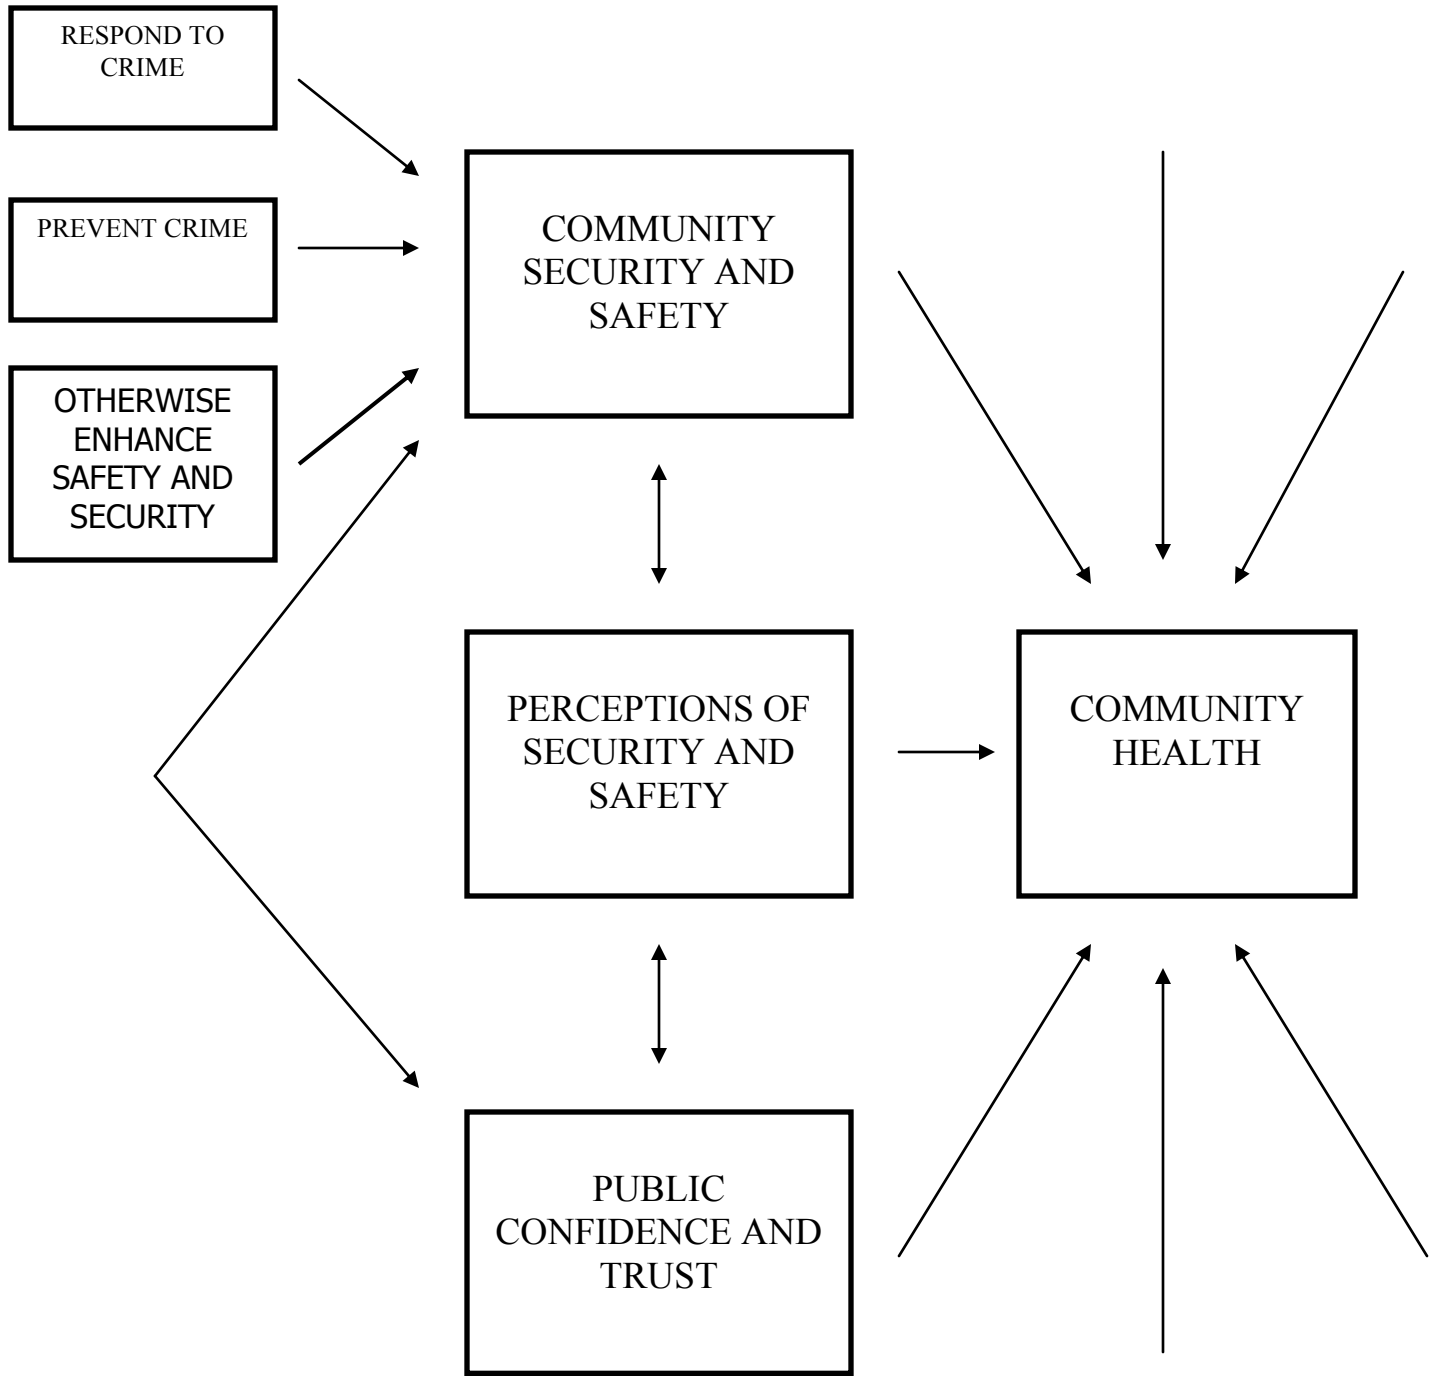 RESPOND TO
CRIME
PREVENT CRIME
OTHERWISE
ENHANCE
SAFETY AND
SECURITY
COMMUNITY
SECURITY AND
SAFETY
PERCEPTIONS OF
SECURITY AND
SAFETY
COMMUNITY
HEALTH
PUBLIC
CONFIDENCE AND
TRUST